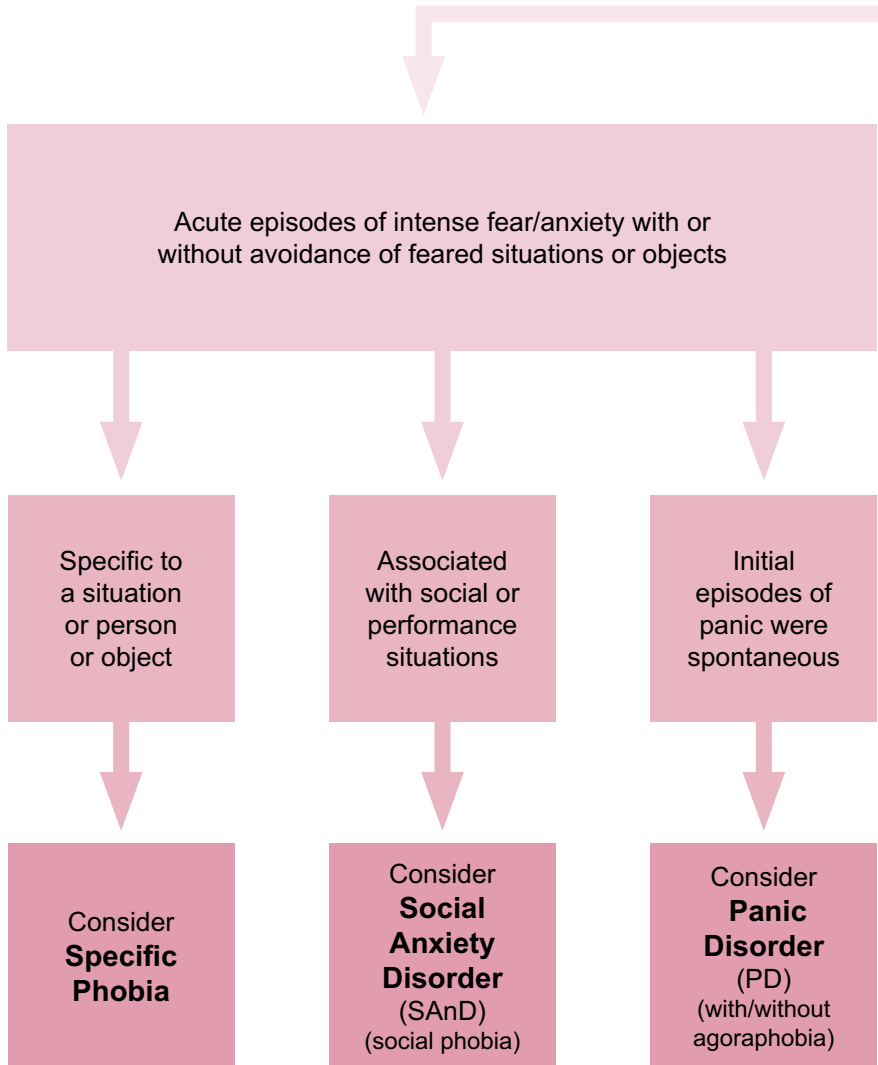 Acute episodes of intense fear/anxiety with or
without avoidance of feared situations or objects
Specific to
a situation
or person
or object
Associated
with social or
performance
situations
Initial
episodes of
panic were
spontaneous
Consider
Specific
Phobia
Consider
Social
Anxiety
Disorder
(SAnD)
(social phobia)
Consider
Panic
Disorder
(PD)
(with/without
agoraphobia)